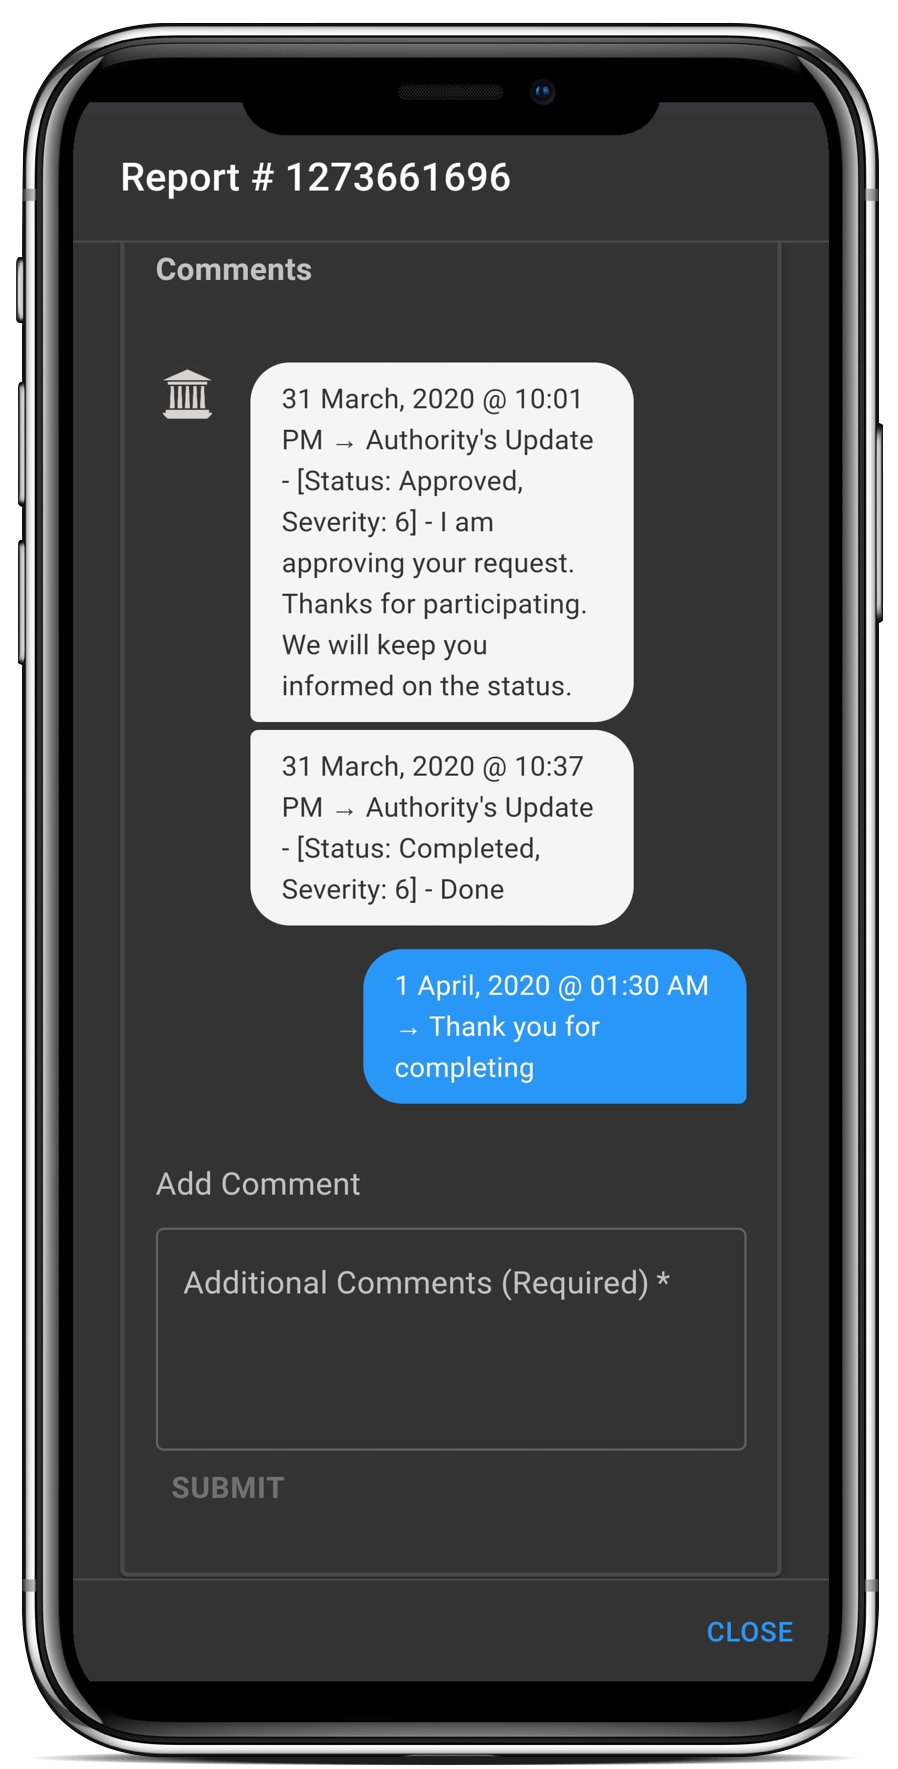 Report # 1273661696
Comments
31 March, 2020 @ 10:01
PM → Authority's Update
- [Status: Approved,
Severity: 6] - I am
approving your request.
Thanks for participating.
We will keep you
informed on the status.
31 March, 2020 @ 10:37
PM → Authority's Update
- [Status: Completed,
Severity: 6] - Done
1 April, 2020 @ 01:30 AM
→ Thank you for
completing
Add Comment
Additional Comments (Required) *
SUBMIT
CLOSE